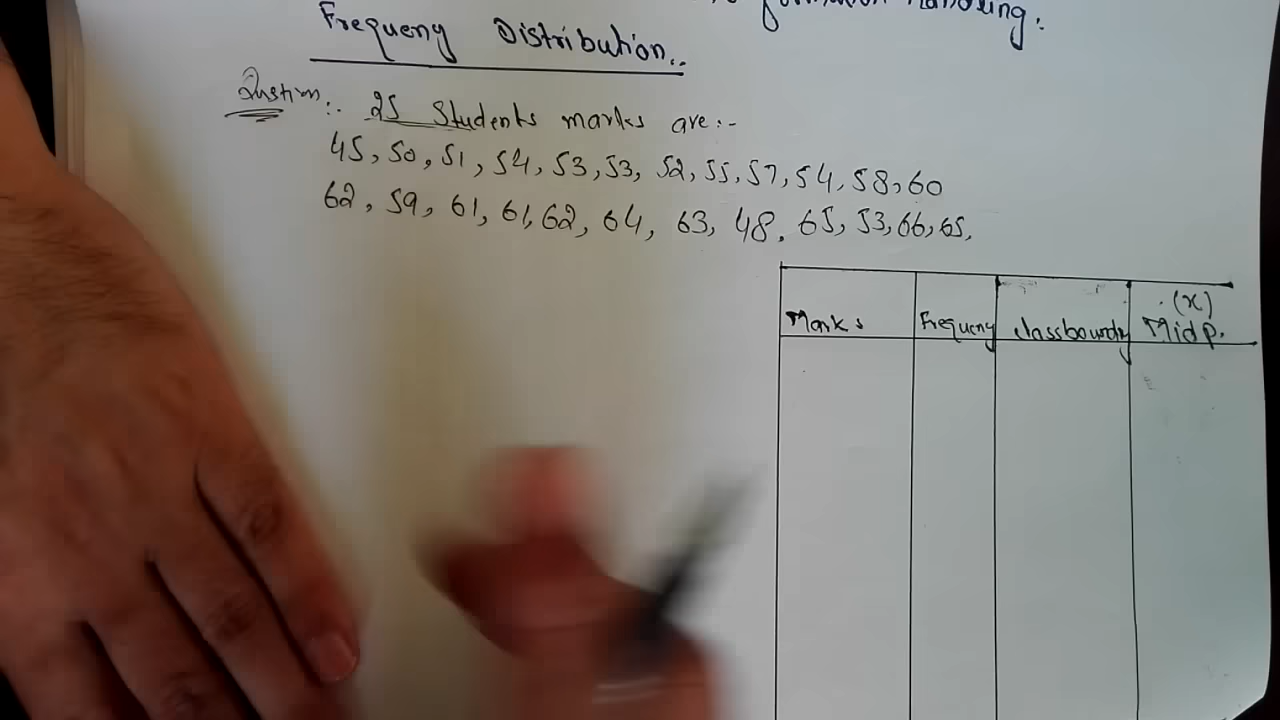 Handling:
Frequeny Distribution..
Question:. 25 Students marks are:-
45, 50, 51, 54, 53, 53, 52, 55, 57, 54, 58, 60
62, 59, 61, 61, 62, 64, 63, 48, 65, 53, 66, 65,
(x)
Marks Frequeny Classboundry Midp.